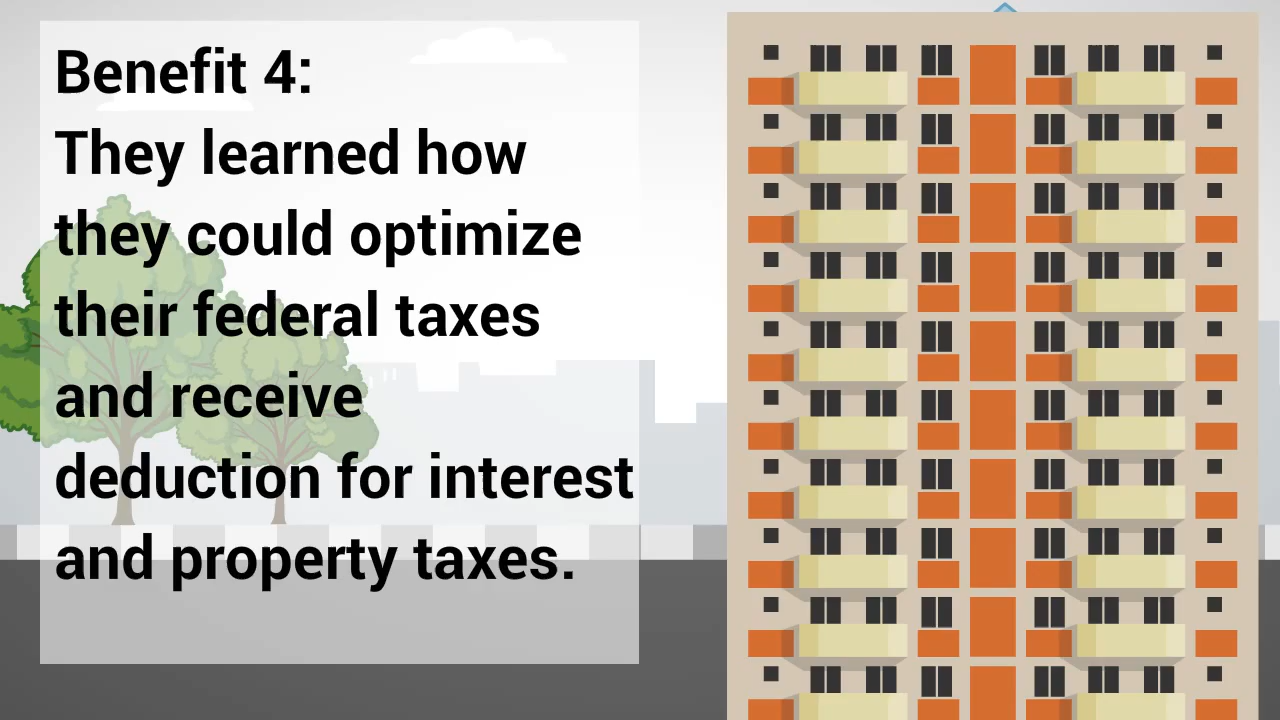 Benefit 4:
They learned how
they could optimize
their federal taxes
and receive
deduction for interest
and property taxes.